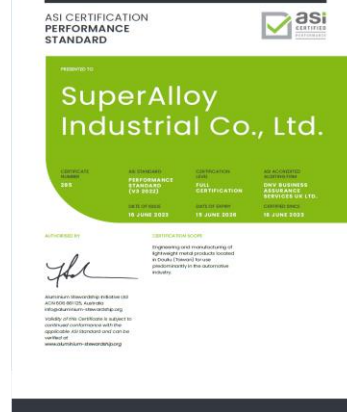 ASI CERTIFICATION
PERFORMANCE
STANDARD
asi
CERTIFIED
PERFORMANCE
PRESENTED TO
SuperAlloy
Industrial Co., Ltd.
CERTIFICATE
NUMBER
285
ASI STANDARD
PERFORMANCE
STANDARD
(V3 2022)
CERTIFICATION
LEVEL
FULL
CERTIFICATION
ASI ACCREDITED
AUDITING FIRM
DNV BUSINESS
ASSURANCE
SERVICES UK LTD.
DATE OF ISSUE
16 JUNE 2023
DATE OF EXPIRY
15 JUNE 2026
CERTIFIED SINCE
16 JUNE 2023
AUTHORISED BY
CERTIFICATION SCOPE
Engineering and manufacturing of
lightweight metal products located
in Douliu (Taiwan) for use
predominantly in the automotive
industry.
Aluminium Stewardship Initiative Ltd
ACN 606 661 125, Australia
info@aluminium-stewardship.org
Validity of this Certificate is subject to
continued conformance with the
applicable ASI Standard and can be
verified at
www.aluminium-stewardship.org